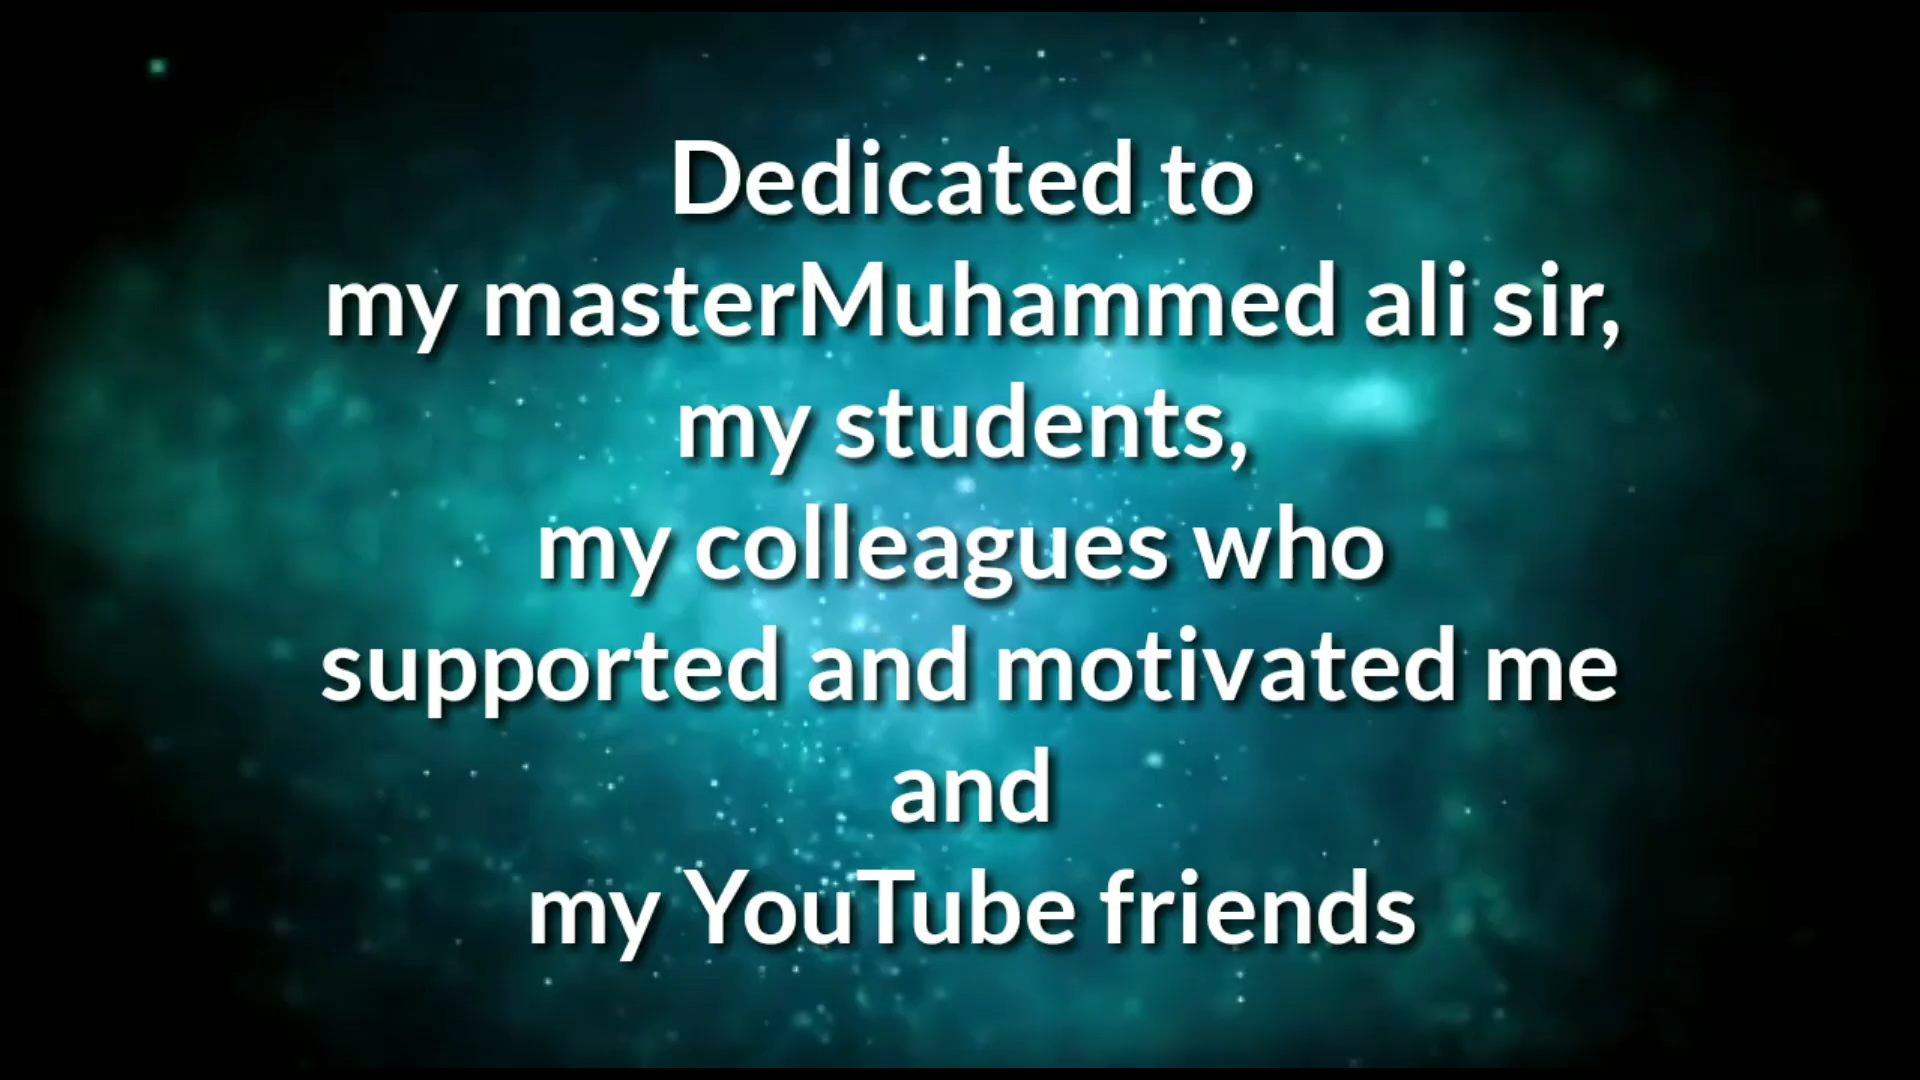 Dedicated to
my masterMuhammed ali sir,
my students,
my colleagues who
supported and motivated me
and
my YouTube friends